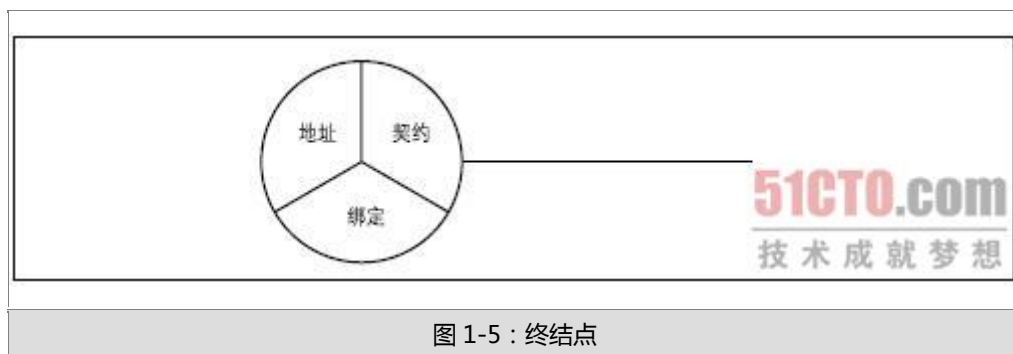 地址
契约
绑定
51CTO.com
技术成就梦想
图 1-5：终结点